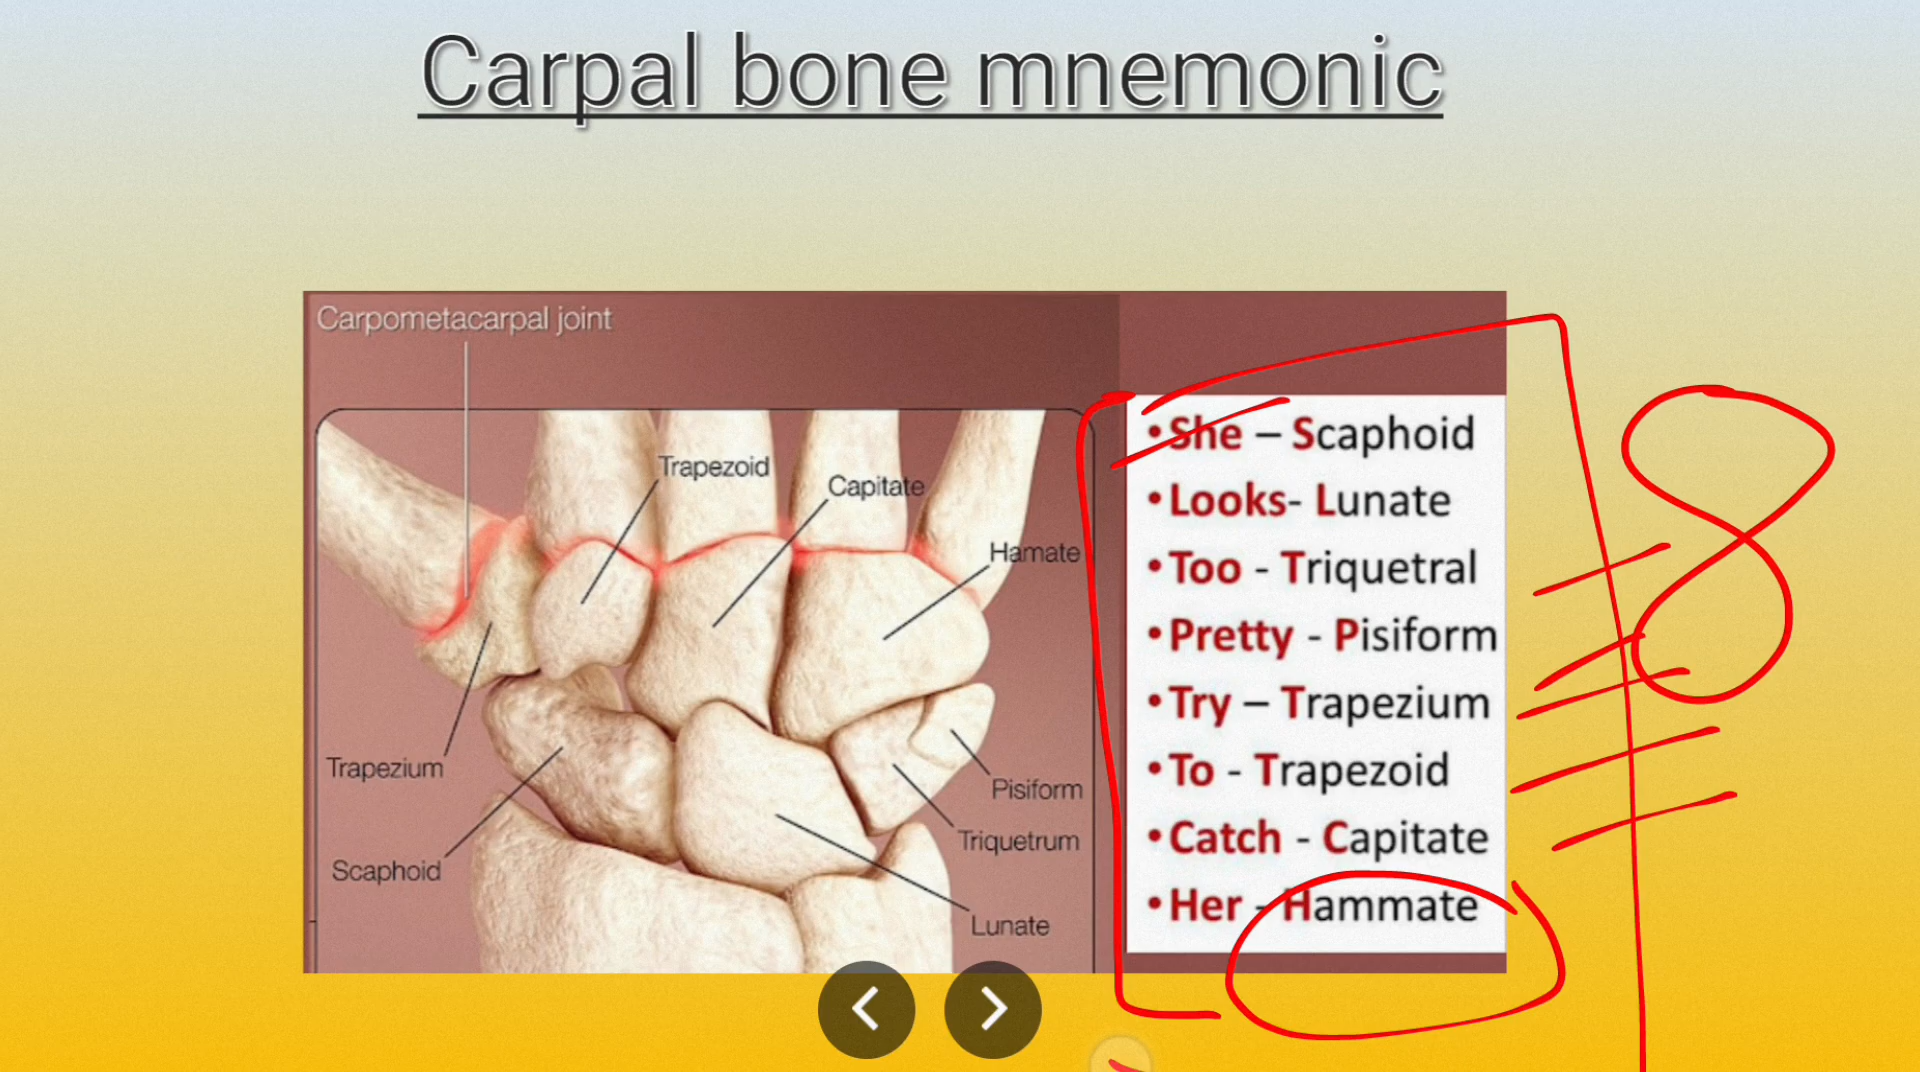 Carpal bone mnemonic
Carpometacarpal joint
Trapezoid
Capitate
Hamate
Trapezium
Scaphoid
Pisiform
Triquetrum
Lunate
•She – Scaphoid
•Looks- Lunate
•Too - Triquetral
•Pretty - Pisiform
•Try – Trapezium
•To - Trapezoid
•Catch - Capitate
•Her - Hammate
8